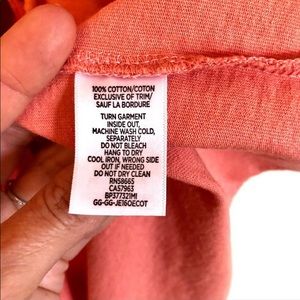 100% COTTON/COTON
EXCLUSIVE OF TRIM/
SAUF LA BORDURE
TURN GARMENT
INSIDE OUT,
MACHINE WASH COLD,
SEPARATELY
DO NOT BLEACH
HANG TO DRY
COOL IRON, WRONG SIDE
OUT IF NEEDED
DO NOT DRY CLEAN
RN58665
CA57963
BP377321MI
GG-GG-JE160ECOT